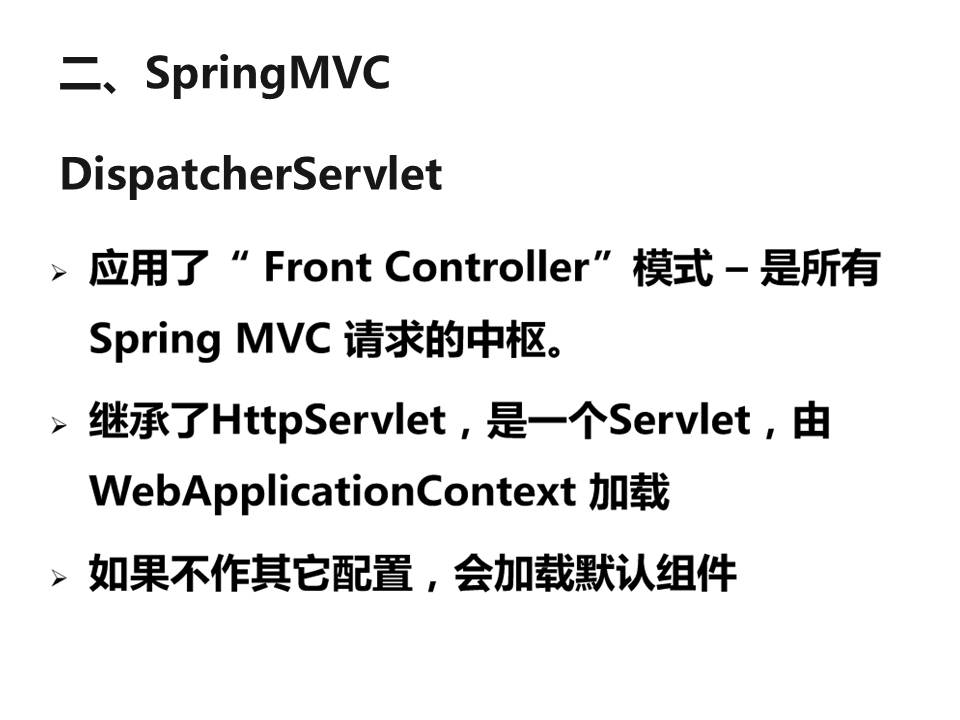 二、SpringMVC
DispatcherServlet
➢ 应用了“ Front Controller”模式 – 是所有
Spring MVC 请求的中枢。
➢ 继承了HttpServlet，是一个Servlet，由
WebApplicationContext 加载
➢ 如果不作其它配置，会加载默认组件